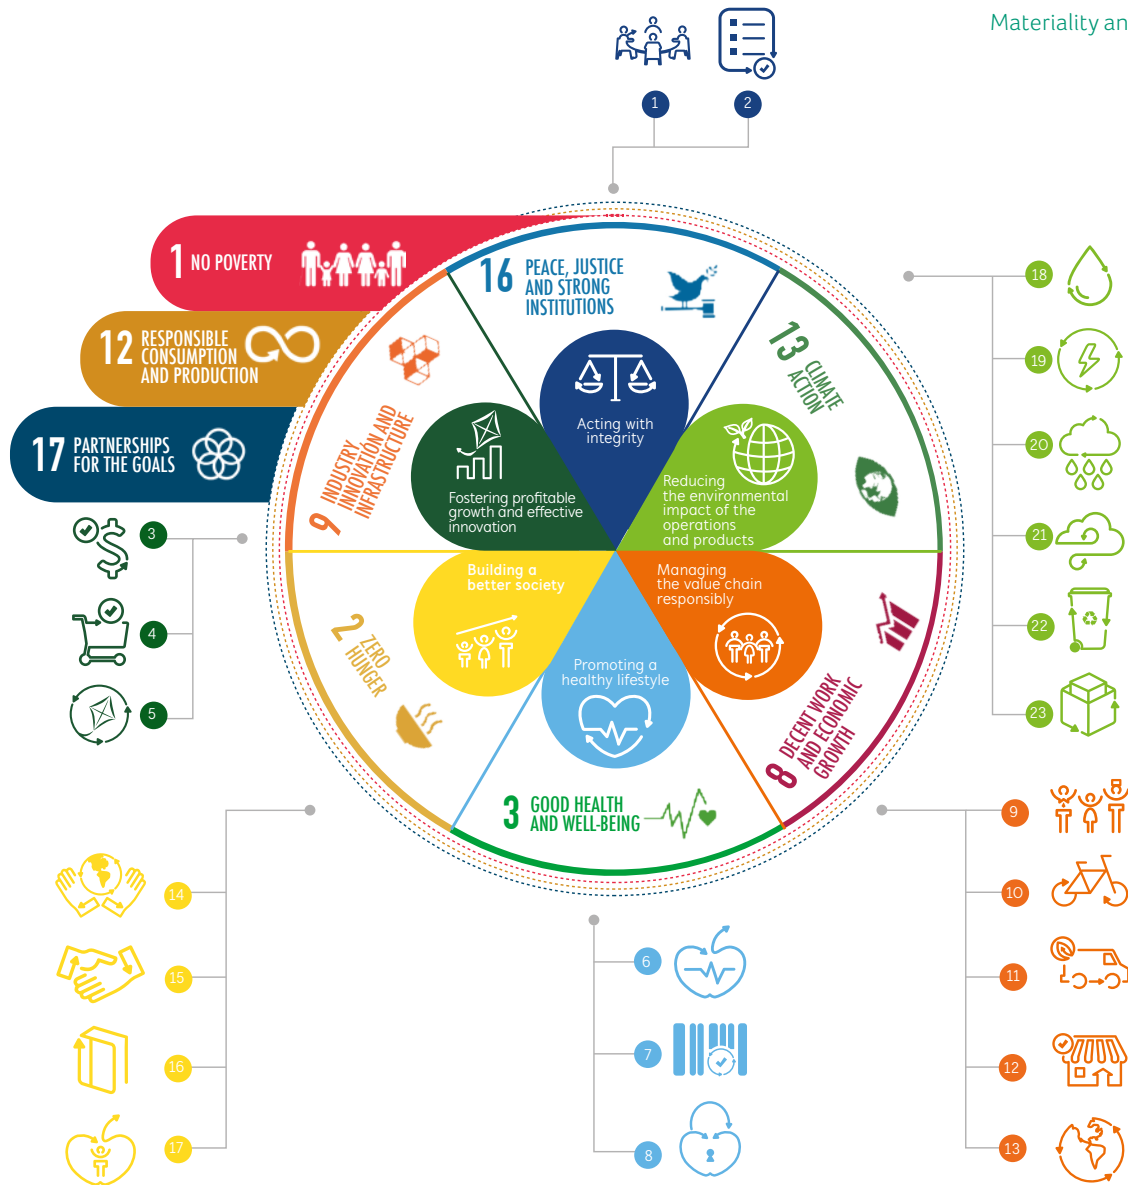 Materiality an
1
2
1 NO POVERTY
12 RESPONSIBLE
CONSUMPTION
AND PRODUCTION
17 PARTNERSHIPS
FOR THE GOALS
16 PEACE, JUSTICE
AND STRONG
INSTITUTIONS
13 CLIMATE
ACTION
9 INDUSTRY,
INNOVATION AND
INFRASTRUCTURE
Acting with
integrity
Fostering profitable
growth and effective
innovation
Reducing
the environmental
impact of the
operations
and products
Building a
better society
Managing
the value chain
responsibly
Promoting a
healthy lifestyle
2 ZERO
HUNGER
8 DECENT WORK
AND ECONOMIC
GROWTH
3 GOOD HEALTH
AND WELL-BEING
3
4
5
18
19
20
21
22
23
14
15
16
17
6
7
8
9
10
11
12
13